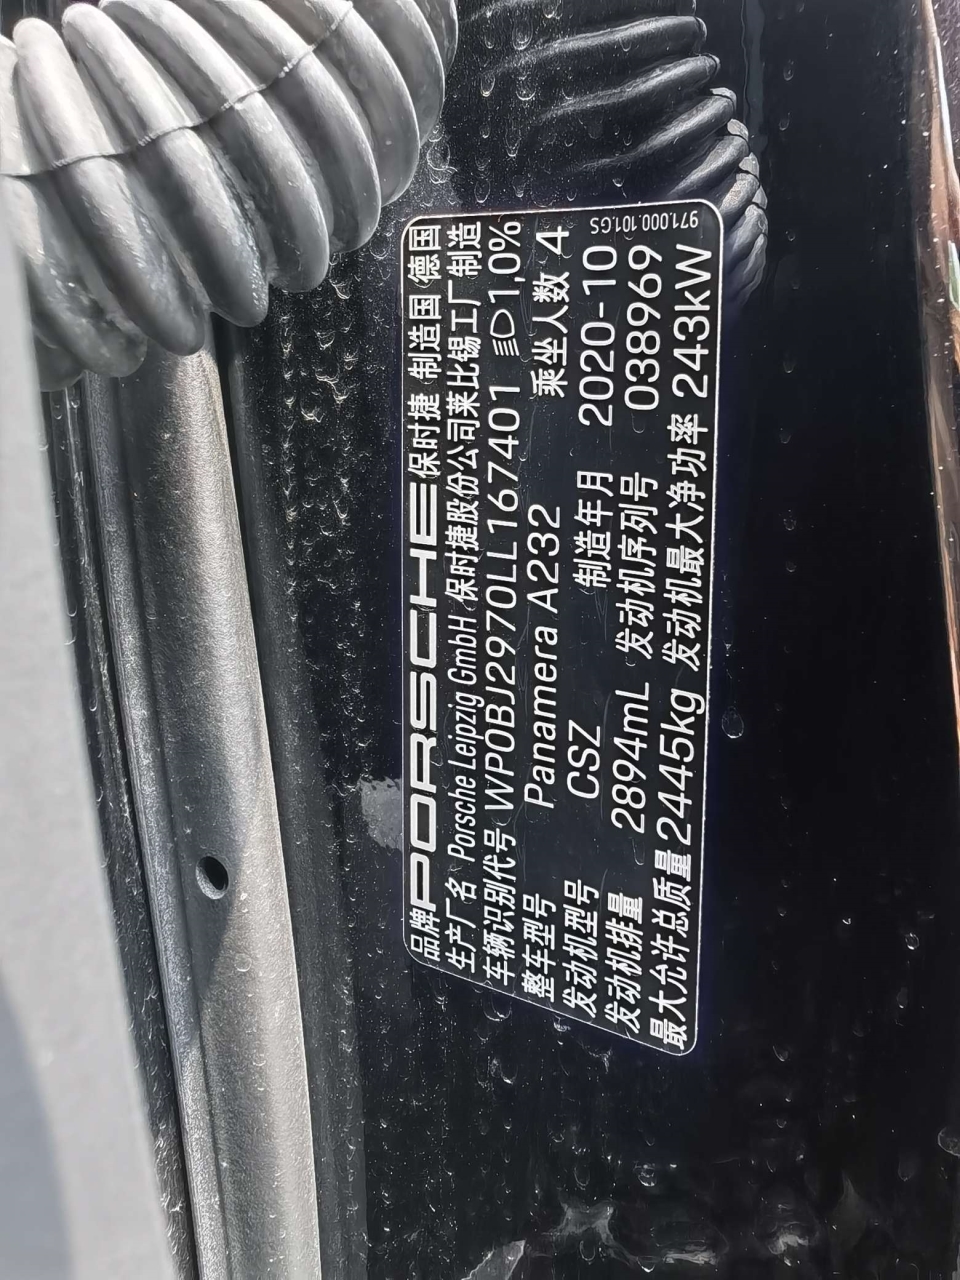 品牌 PORSCHE 保时捷 制造国 德国
生产厂名 Porsche Leipzig GmbH 保时捷股份公司莱比锡工厂制造
车辆识别代号 WP0BJ2970LL167401 1,0%
整车型号 Panamera A232 乘坐人数 4
发动机型号 CSZ 制造年月 2020-10
发动机排量 2894mL 发动机序列号 038969
最大允许总质量 2445kg 发动机最大净功率 243kW
971.000.101.GS